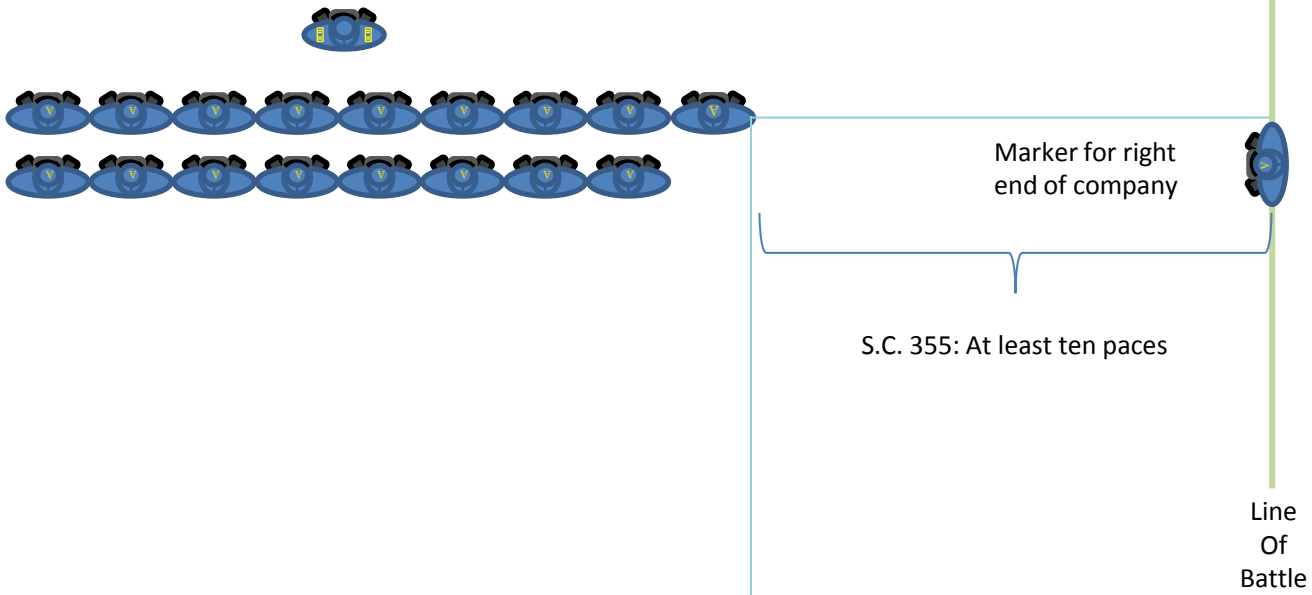 A A A A A A A A A
A A A A A A A A
A
Marker for right
end of company
S.C. 355: At least ten paces
Line
Of
Battle